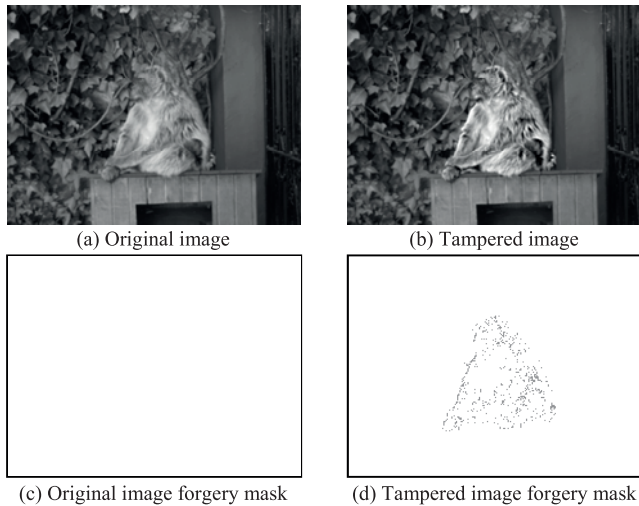 (a) Original image
(b) Tampered image
(c) Original image forgery mask
(d) Tampered image forgery mask